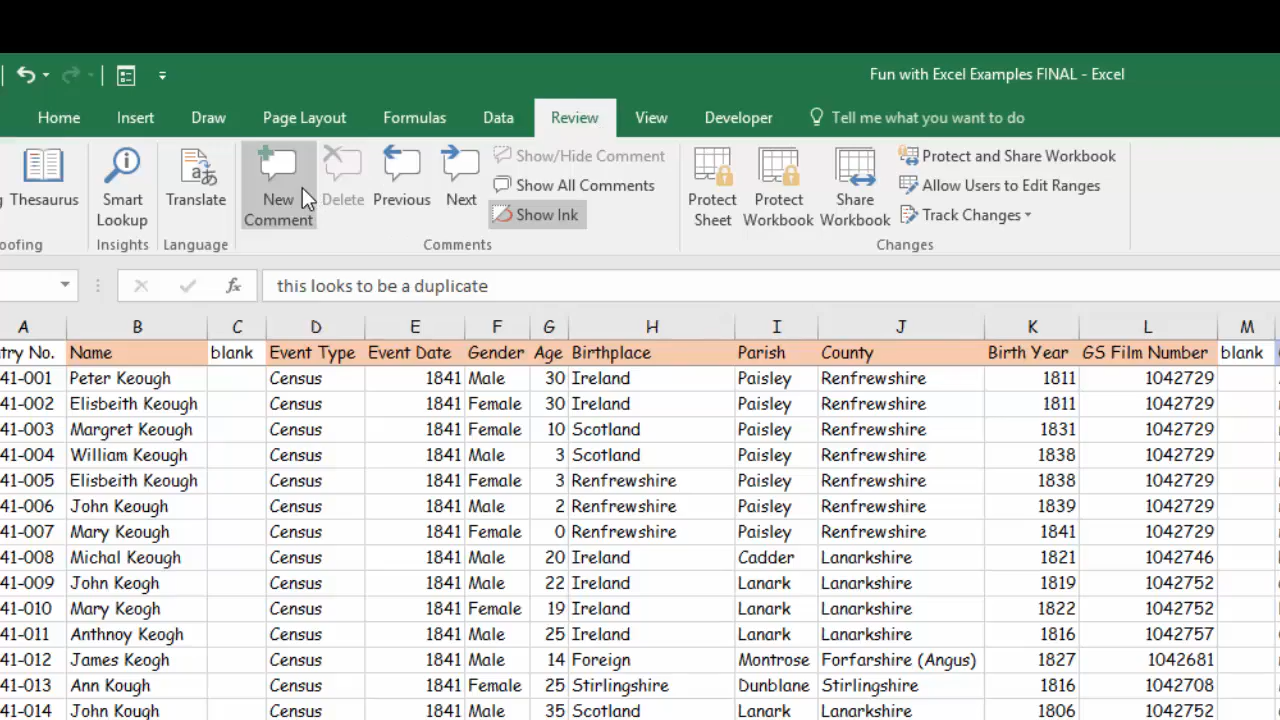 Fun with Excel Examples FINAL - Excel
Home Insert Draw Page Layout Formulas Data Review View Developer Tell me what you want to do
Thesaurus Smart Lookup Translate New Comment Delete Previous Next Show/Hide Comment Show All Comments Show Ink Protect Sheet Protect Workbook Share Workbook Protect and Share Workbook Allow Users to Edit Ranges Track Changes
oofing Insights Language Comments Changes
fx this looks to be a duplicate
A B C D E F G H I J K L M
try No. Name blank Event Type Event Date Gender Age Birthplace Parish County Birth Year GS Film Number blank
41-001 Peter Keough Census 1841 Male 30 Ireland Paisley Renfrewshire 1811 1042729
41-002 Elisbeith Keough Census 1841 Female 30 Ireland Paisley Renfrewshire 1811 1042729
41-003 Margret Keough Census 1841 Female 10 Scotland Paisley Renfrewshire 1831 1042729
41-004 William Keough Census 1841 Male 3 Scotland Paisley Renfrewshire 1838 1042729
41-005 Elisbeith Keough Census 1841 Female 3 Renfrewshire Paisley Renfrewshire 1838 1042729
41-006 John Keough Census 1841 Male 2 Renfrewshire Paisley Renfrewshire 1839 1042729
41-007 Mary Keough Census 1841 Female 0 Renfrewshire Paisley Renfrewshire 1841 1042729
41-008 Michal Keough Census 1841 Male 20 Ireland Cadder Lanarkshire 1821 1042746
41-009 John Keogh Census 1841 Male 22 Ireland Lanark Lanarkshire 1819 1042752
41-010 Mary Keogh Census 1841 Female 19 Ireland Lanark Lanarkshire 1822 1042752
41-011 Anthnoy Keogh Census 1841 Male 25 Ireland Lanark Lanarkshire 1816 1042757
41-012 James Keogh Census 1841 Male 14 Foreign Montrose Forfarshire (Angus) 1827 1042681
41-013 Ann Kough Census 1841 Female 25 Stirlingshire Dunblane Stirlingshire 1816 1042708
41-014 John Kough Census 1841 Male 35 Scotland Lanark Lanarkshire 1806 1042752